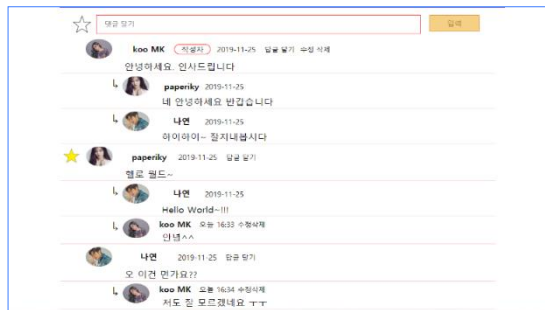 댓글 달기 입력
koo MK 작성자 2019-11-25 답글 달기 수정 삭제
안녕하세요. 인사드립니다
paperiky 2019-11-25
네 안녕하세요 반갑습니다
나연 2019-11-25
하이하이~ 잘지내봅시다
paperiky 2019-11-25 답글 달기
헬로 월드~
나연 2019-11-25
Hello World~!!!
koo MK 오늘 16:33 수정삭제
안녕^^
나연 2019-11-25 답글 달기
오 이건 먼가요??
koo MK 오늘 16:34 수정삭제
저도 잘 모르겠네요 ㅜㅜ